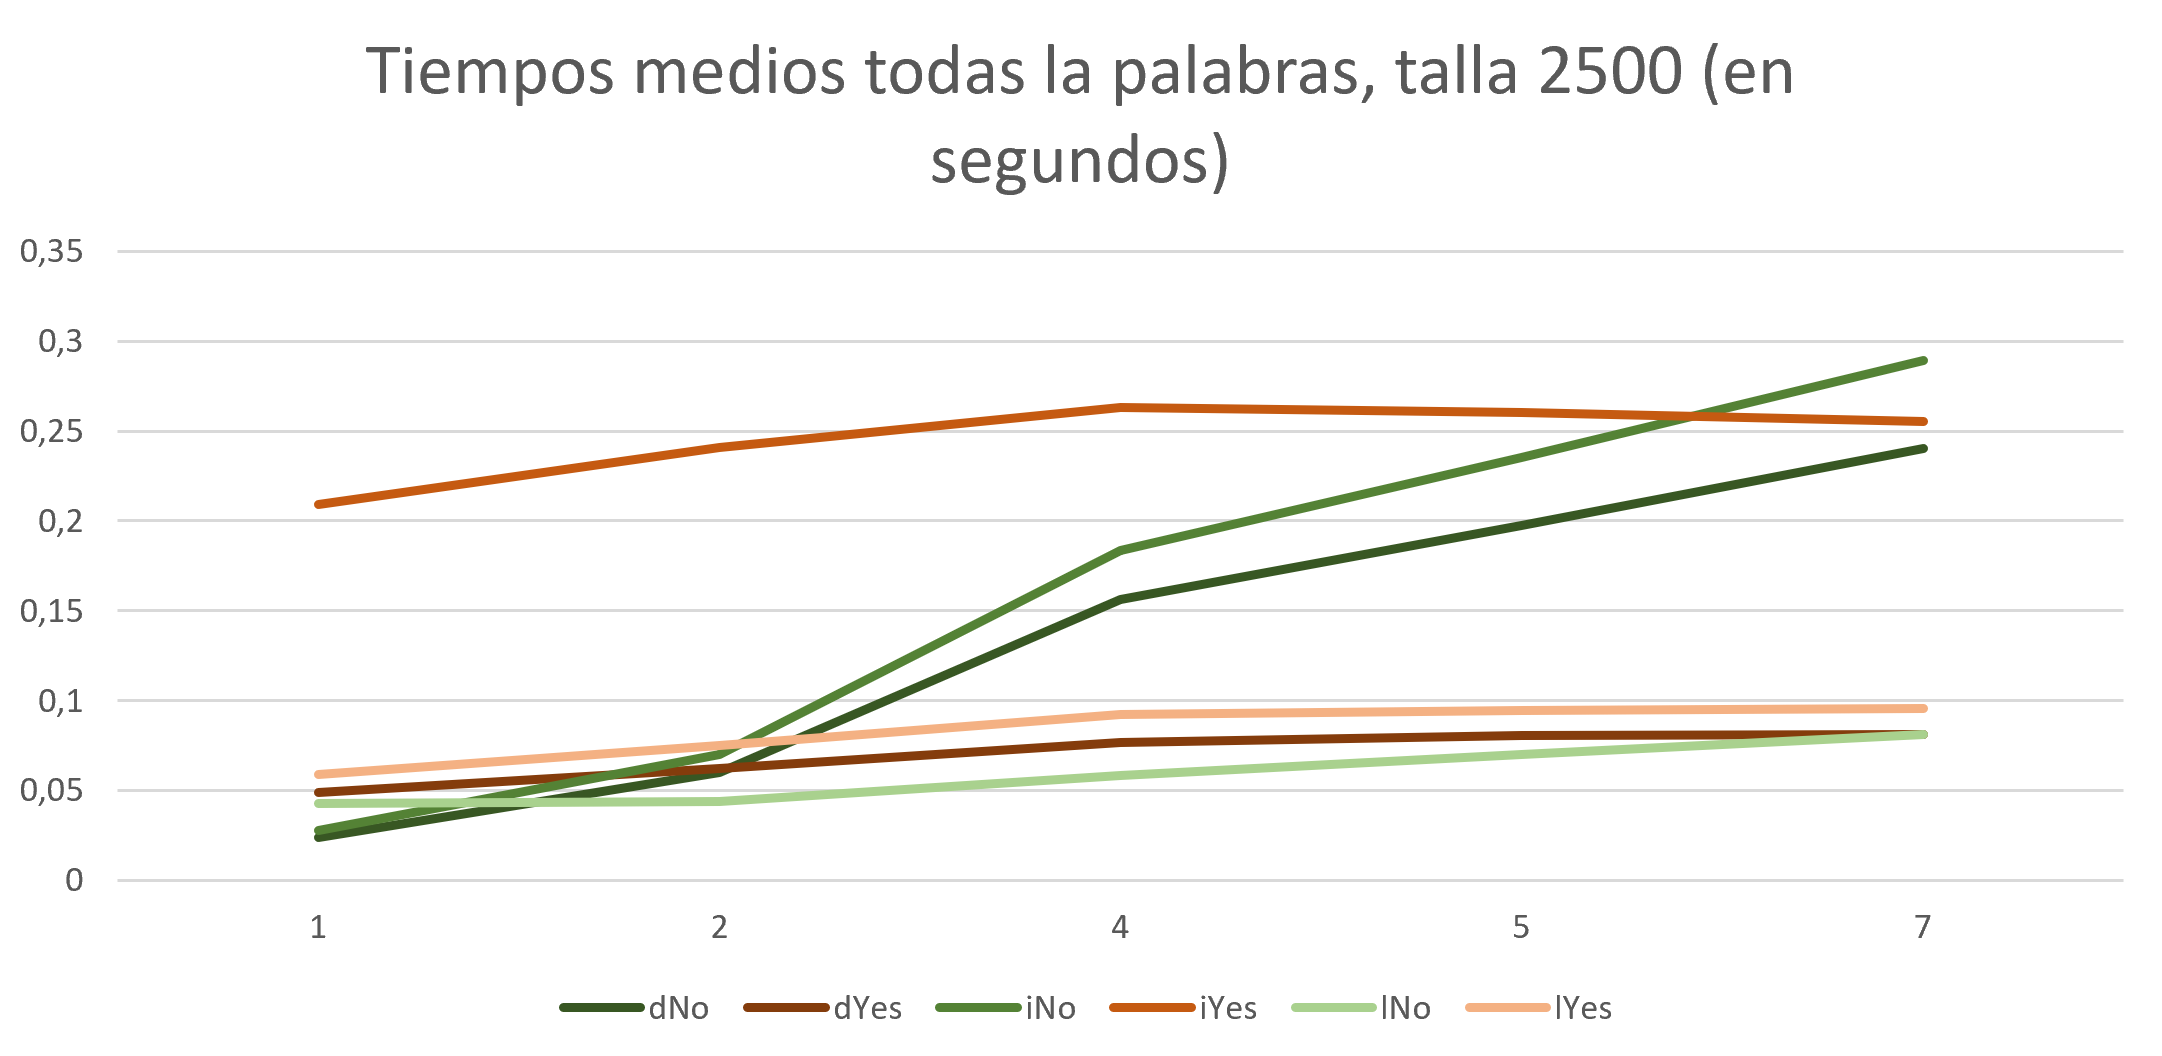 Tiempos medios todas la palabras, talla 2500 (en
segundos)
0,35
0,3
0,25
0,2
0,15
0,1
0,05
0
1 2 4 5 7
dNo dYes iNo iYes lNo lYes